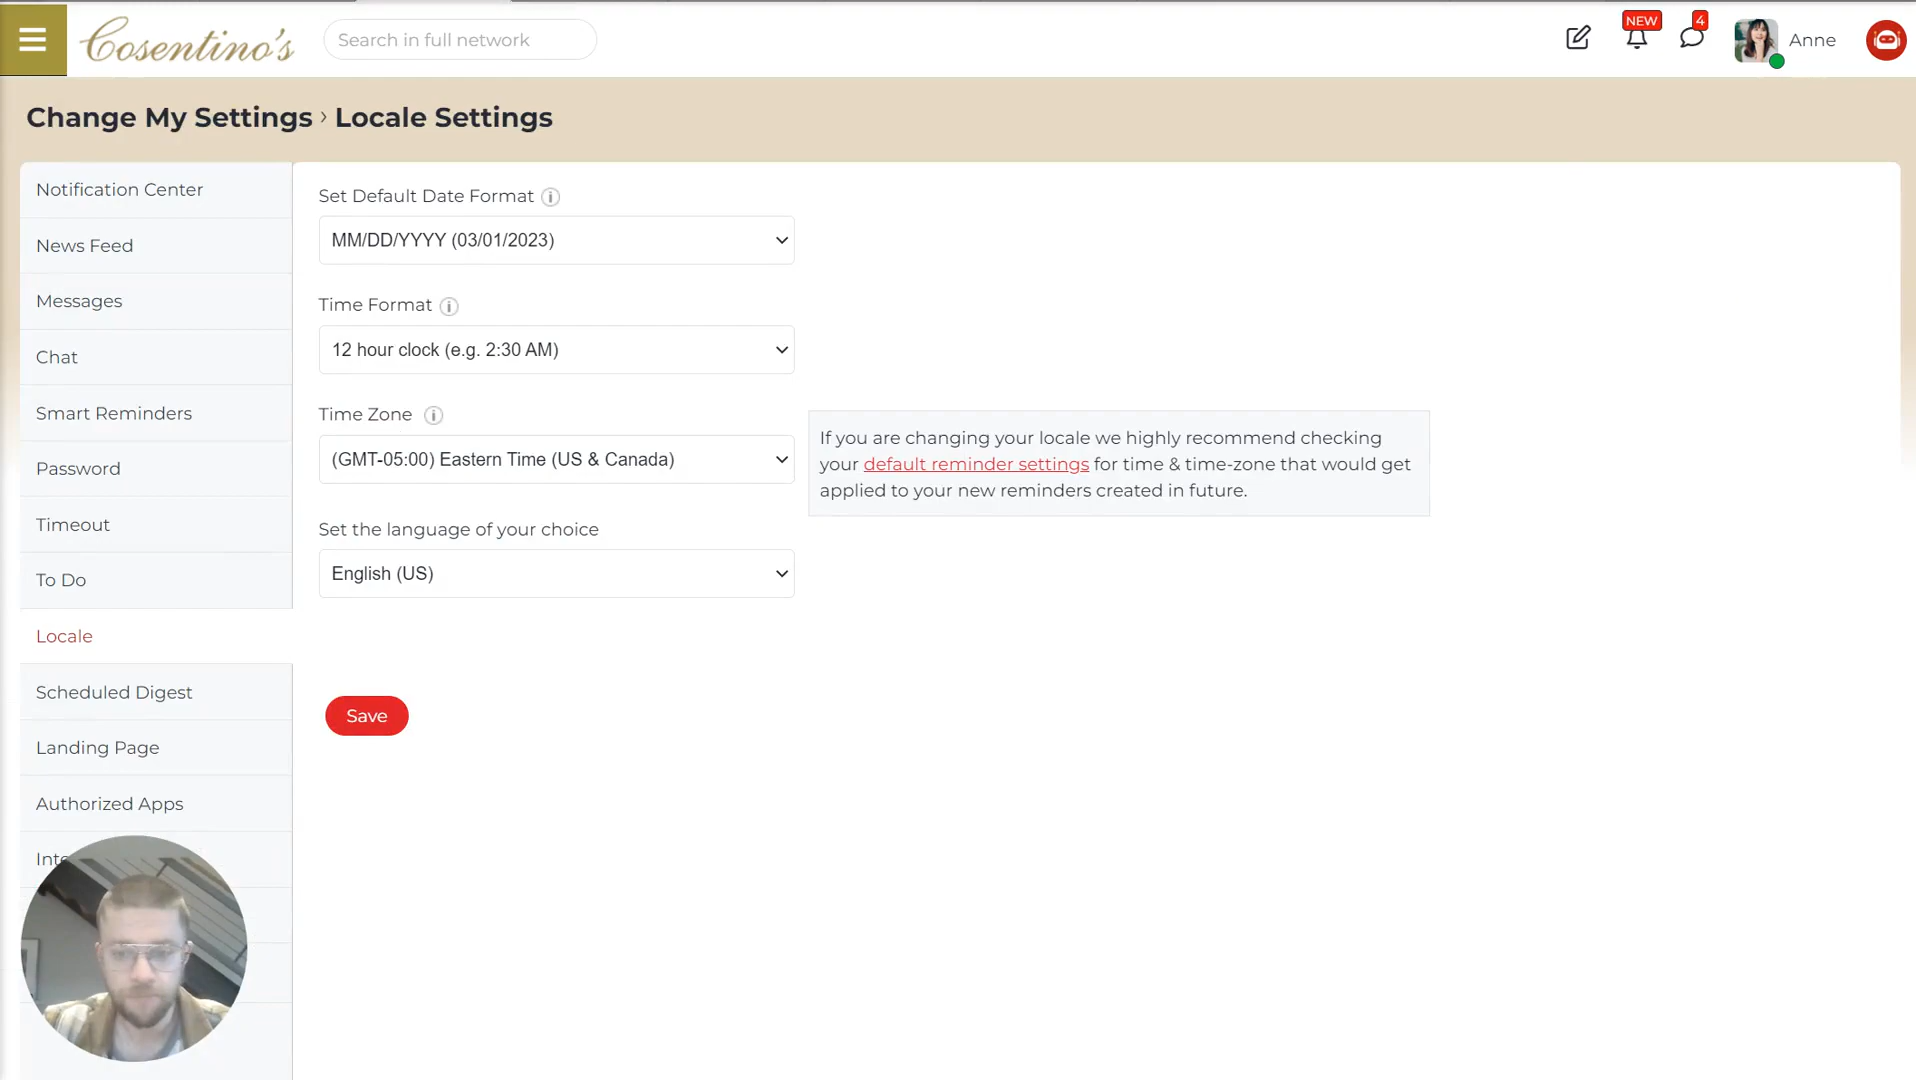 Cosentino's
Search in full network
NEW
4
Anne
Change My Settings › Locale Settings
Notification Center
News Feed
Messages
Chat
Smart Reminders
Password
Timeout
To Do
Locale
Scheduled Digest
Landing Page
Authorized Apps
Set Default Date Format
MM/DD/YYYY (03/01/2023)
Time Format
12 hour clock (e.g. 2:30 AM)
Time Zone
(GMT-05:00) Eastern Time (US & Canada)
If you are changing your locale we highly recommend checking
your default reminder settings for time & time-zone that would get
applied to your new reminders created in future.
Set the language of your choice
English (US)
Save